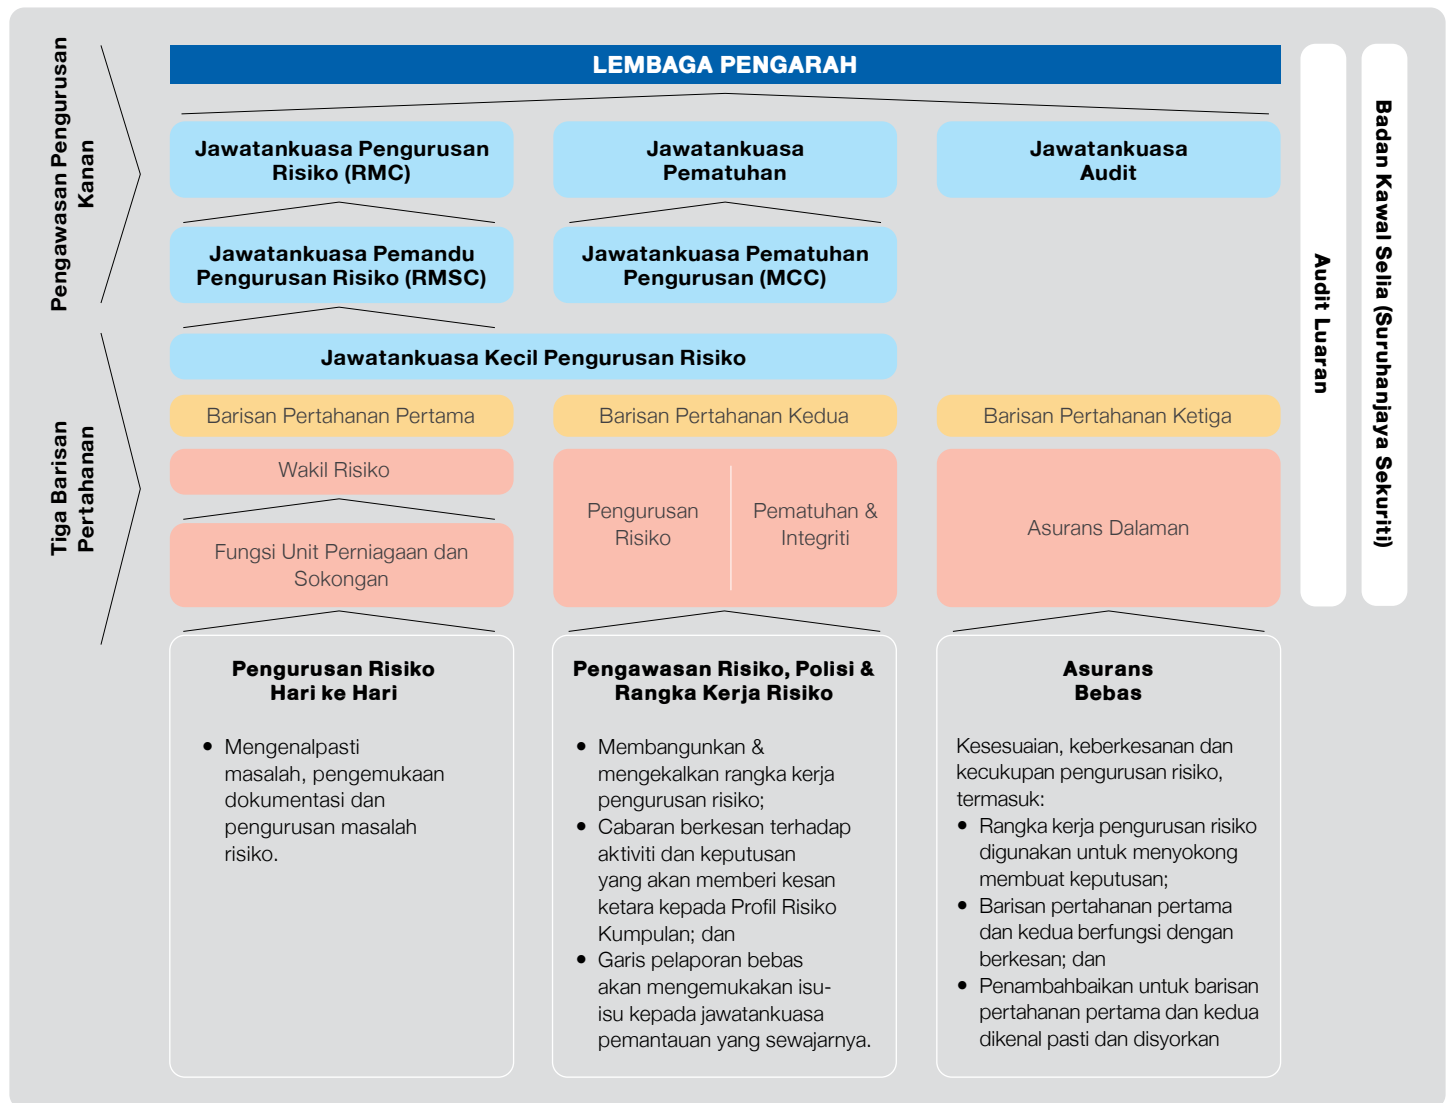 Pengawasan Pengurusan
Kanan
LEMBAGA PENGARAH
Jawatankuasa Pengurusan
Risiko (RMC)
Jawatankuasa
Pematuhan
Jawatankuasa
Audit
Jawatankuasa Pemandu
Pengurusan Risiko (RMSC)
Jawatankuasa Pematuhan
Pengurusan (MCC)
Jawatankuasa Kecil Pengurusan Risiko
Tiga Barisan
Pertahanan
Barisan Pertahanan Pertama
Barisan Pertahanan Kedua
Barisan Pertahanan Ketiga
Wakil Risiko
Fungsi Unit Perniagaan dan
Sokongan
Pengurusan
Risiko
Pematuhan &
Integriti
Asurans Dalaman
Pengurusan Risiko
Hari ke Hari
• Mengenalpasti
masalah, pengemukaan
dokumentasi dan
pengurusan masalah
risiko.
Pengawasan Risiko, Polisi &
Rangka Kerja Risiko
• Membangunkan &
mengekalkan rangka kerja
pengurusan risiko;
• Cabaran berkesan terhadap
aktiviti dan keputusan
yang akan memberi kesan
ketara kepada Profil Risiko
Kumpulan; dan
• Garis pelaporan bebas
akan mengemukakan isu-
isu kepada jawatankuasa
pemantauan yang sewajarnya.
Asurans
Bebas
Kesesuaian, keberkesanan dan
kecukupan pengurusan risiko,
termasuk:
• Rangka kerja pengurusan risiko
digunakan untuk menyokong
membuat keputusan;
• Barisan pertahanan pertama
dan kedua berfungsi dengan
berkesan; dan
• Penambahbaikan untuk barisan
pertahanan pertama dan kedua
dikenal pasti dan disyorkan
Audit Luaran
Badan Kawal Selia (Suruhanjaya Sekuriti)